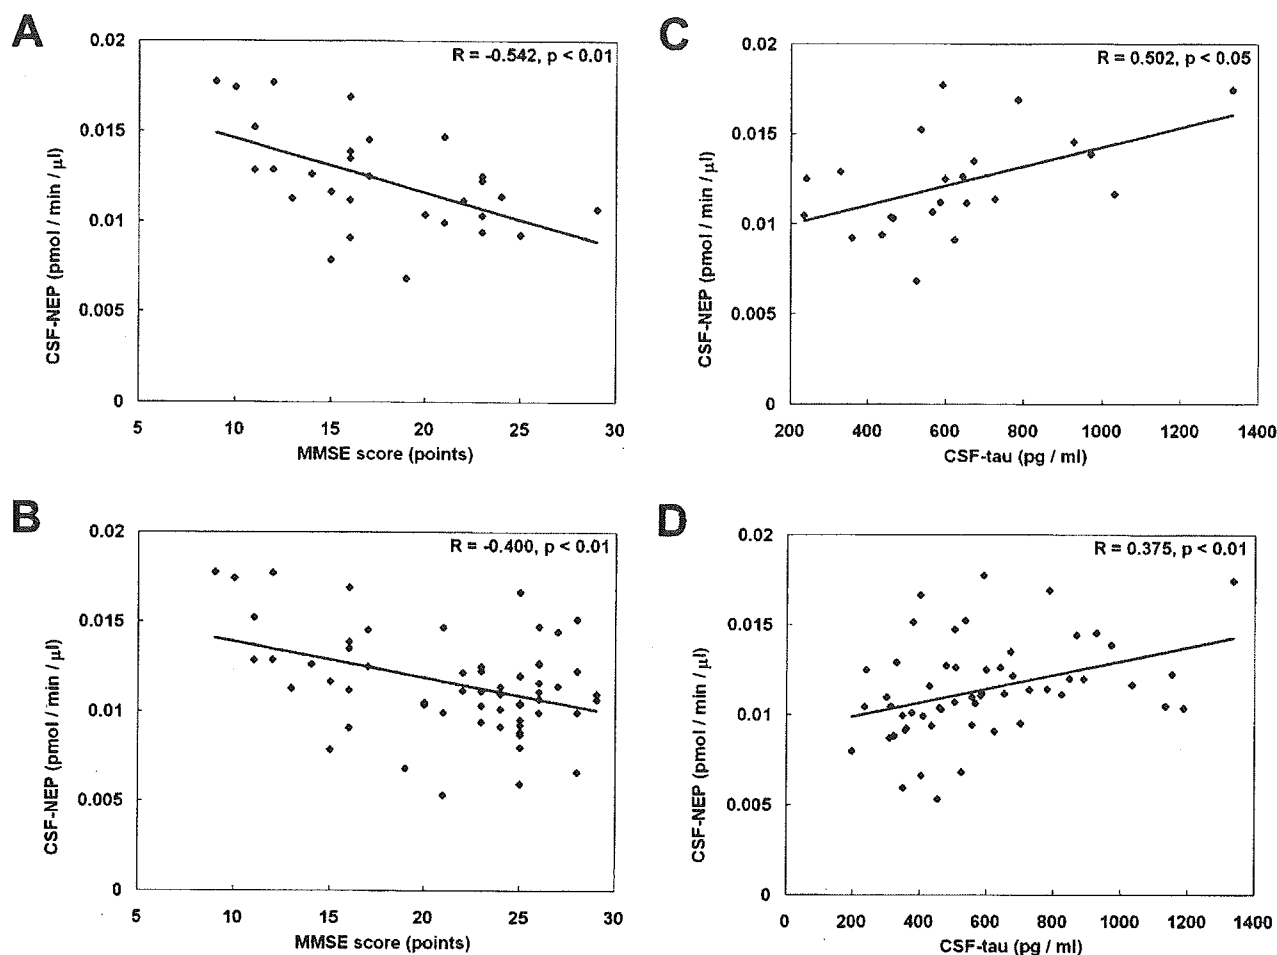 A
0.02
R = -0.542, p < 0.01
0.015
0.01
0.005
0
CSF-NEP (pmol / min / μl)
5 10 15 20 25 30
MMSE score (points)
C
0.02
R = 0.502, p < 0.05
0.015
0.01
0.005
0
CSF-NEP (pmol / min / μl)
200 400 600 800 1000 1200 1400
CSF-tau (pg / ml)
B
0.02
R = -0.400, p < 0.01
0.015
0.01
0.005
0
CSF-NEP (pmol / min / μl)
5 10 15 20 25 30
MMSE score (points)
D
0.02
R = 0.375, p < 0.01
0.015
0.01
0.005
0
CSF-NEP (pmol / min / μl)
0 200 400 600 800 1000 1200 1400
CSF-tau (pg / ml)